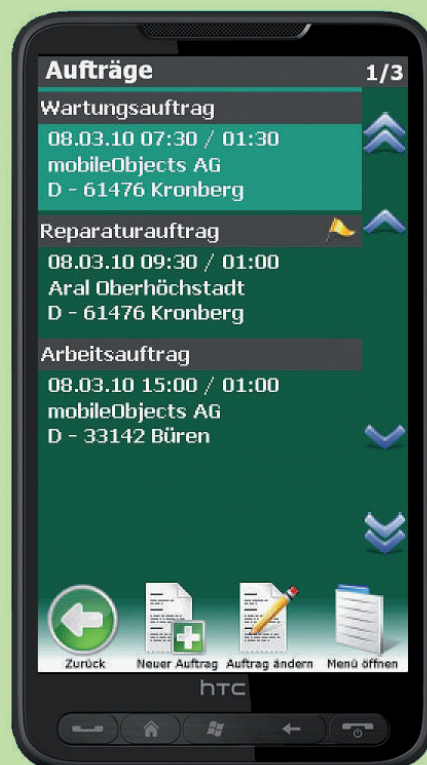 Aufträge 1/3
Wartungsauftrag
08.03.10 07:30 / 01:30
mobileObjects AG
D - 61476 Kronberg
Reparaturauftrag
08.03.10 09:30 / 01:00
Aral Oberhöchstadt
D - 61476 Kronberg
Arbeitsauftrag
08.03.10 15:00 / 01:00
mobileObjects AG
D - 33142 Büren
Zurück Neuer Auftrag Auftrag ändern Menü öffnen
hTC